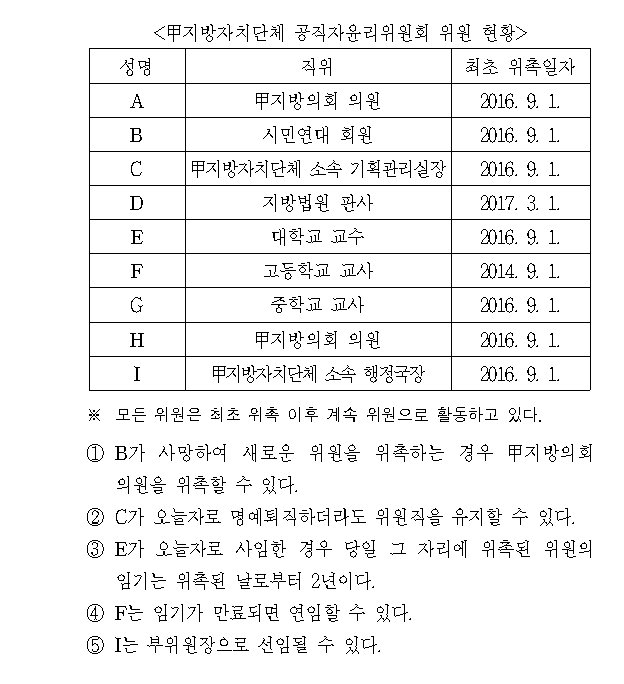 <甲지방자치단체 공직자윤리위원회 위원 현황>
성명 직위 최초 위촉일자
A 甲지방의회 의원 2016. 9. 1.
B 시민연대 회원 2016. 9. 1.
C 甲지방자치단체 소속 기획관리실장 2016. 9. 1.
D 지방법원 판사 2017. 3. 1.
E 대학교 교수 2016. 9. 1.
F 고등학교 교사 2014. 9. 1.
G 중학교 교사 2016. 9. 1.
H 甲지방의회 의원 2016. 9. 1.
I 甲지방자치단체 소속 행정국장 2016. 9. 1.
※ 모든 위원은 최초 위촉 이후 계속 위원으로 활동하고 있다.
① B가 사망하여 새로운 위원을 위촉하는 경우 甲지방의회
의원을 위촉할 수 있다.
② C가 오늘자로 명예퇴직하더라도 위원직을 유지할 수 있다.
③ E가 오늘자로 사임한 경우 당일 그 자리에 위촉된 위원의
임기는 위촉된 날로부터 2년이다.
④ F는 임기가 만료되면 연임할 수 있다.
⑤ I는 부위원장으로 선임될 수 있다.